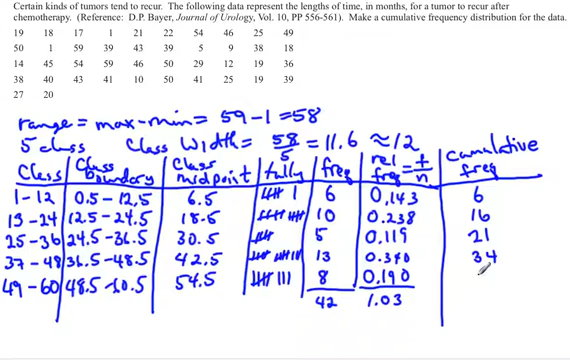 Certain kinds of tumors tend to recur. The following data represent the lengths of time, in months, for a tumor to recur after
chemotherapy. (Reference: D.P. Bayer, Journal of Urology, Vol. 10, PP 556-561). Make a cumulative frequency distribution for the data.
19 18 17 1 21 22 54 46 25 49
50 1 59 39 43 39 5 9 38 18
14 45 54 59 46 50 29 12 19 36
38 40 43 41 10 50 41 25 19 39
27 20
range = max-min = 59-1=58
5 class Class Width = 58/5 = 11.6 ≈12
Class Class boundary Class midpoint tully freq rel freq = f/n Cumulative freq
1-12 0.5-12.5 6.5 6 0.143 6
13-24 12.5-24.5 18.5 10 0.238 16
25-36 24.5-36.5 30.5 5 0.119 21
37-48 36.5-48.5 42.5 13 0.340 34
49-60 48.5-60.5 54.5 8 0.190
42 1.03